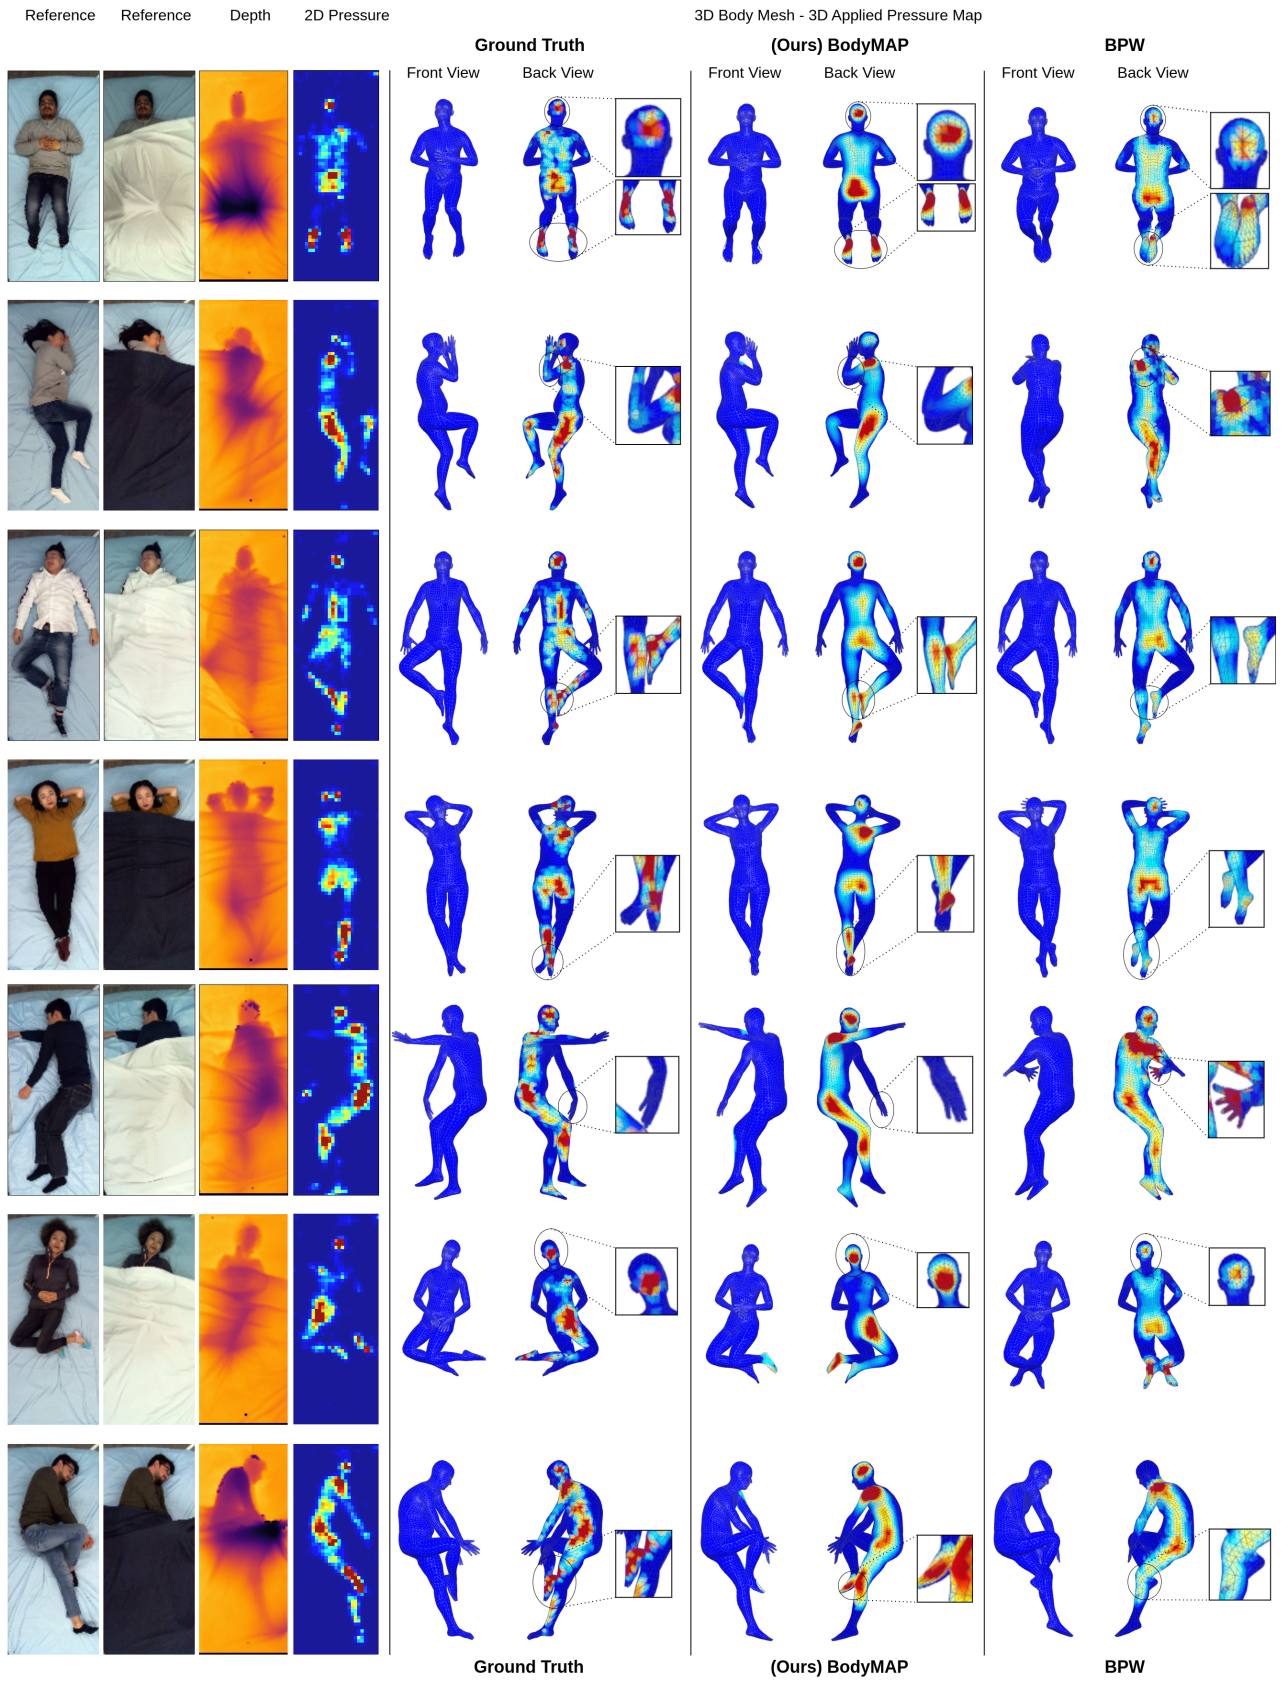 Reference Reference Depth 2D Pressure 3D Body Mesh - 3D Applied Pressure Map
Ground Truth (Ours) BodyMAP BPW
Front View Back View Front View Back View Front View Back View
Ground Truth (Ours) BodyMAP BPW